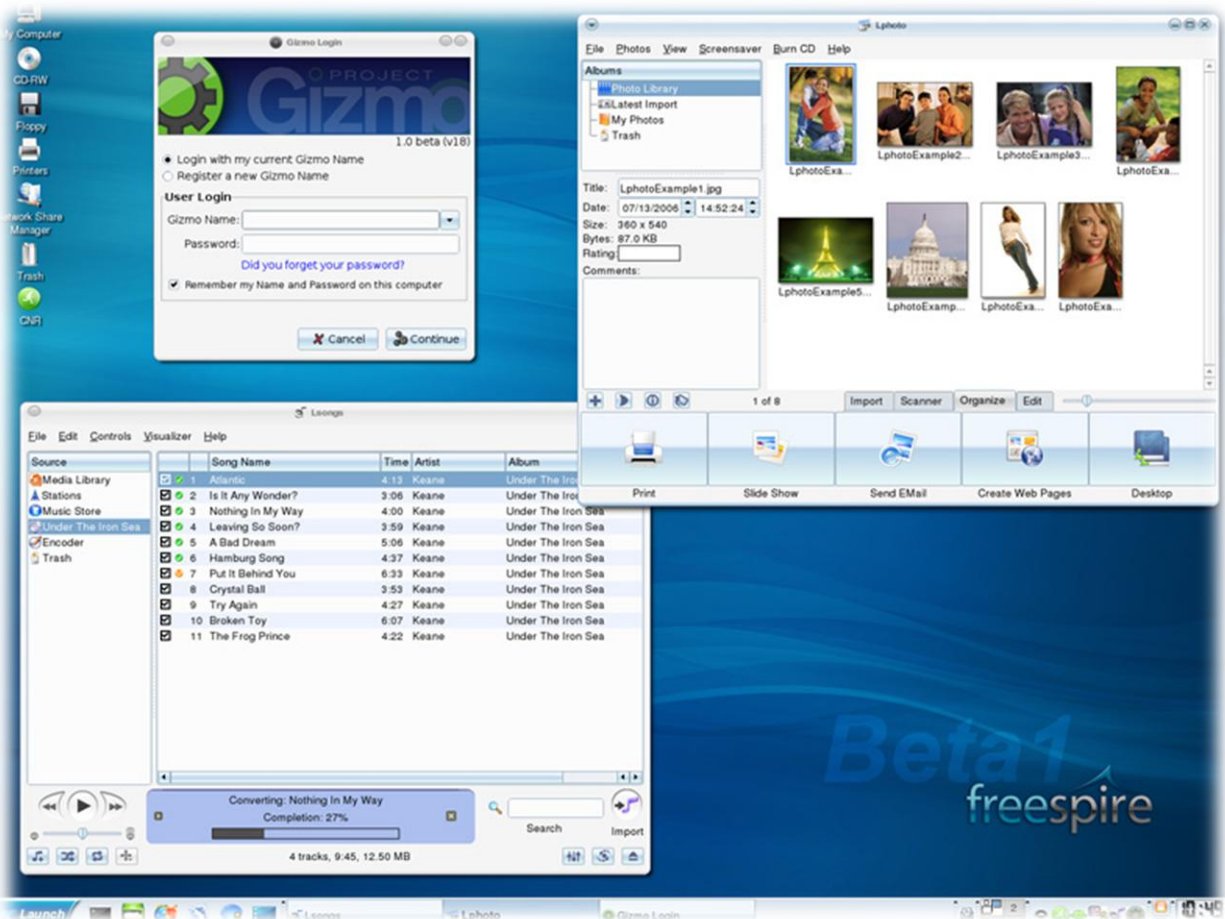 My Computer
CD-RW
Floppy
Printers
Network Share
Manager
Trash
CNR
Gizmo Login
PROJECT
Gizmo
1.0 beta (v18)
Login with my current Gizmo Name
Register a new Gizmo Name
User Login
Gizmo Name:
Password:
Did you forget your password?
Remember my Name and Password on this computer
Cancel
Continue
Lphoto
File Photos View Screensaver Burn CD Help
Albums
Photo Library
Latest Import
My Photos
Trash
Title: LphotoExample1.jpg
Date: 07/13/2006 14:52:24
Size: 360 x 540
Bytes: 87.0 KB
Rating:
Comments:
LphotoExa...
LphotoExample2...
LphotoExample3...
LphotoExa...
LphotoExample5...
LphotoExamp...
LphotoExa...
LphotoExa...
1 of 8
Import Scanner Organize Edit
Print
Slide Show
Send EMail
Create Web Pages
Desktop
Lsongs
File Edit Controls Visualizer Help
Source
Media Library
Stations
Music Store
Under The Iron Sea
Encoder
Trash
Song Name Time Artist Album
1 Atlantic 4:13 Keane Under The Iro
2 Is It Any Wonder? 3:06 Keane Under The Iro
3 Nothing In My Way 4:00 Keane Under The Iron Sea
4 Leaving So Soon? 3:59 Keane Under The Iron Sea
5 A Bad Dream 5:06 Keane Under The Iron Sea
6 Hamburg Song 4:37 Keane Under The Iron Sea
7 Put It Behind You 6:33 Keane Under The Iron Sea
8 Crystal Ball 3:53 Keane Under The Iron Sea
9 Try Again 4:27 Keane Under The Iron Sea
10 Broken Toy 6:07 Keane Under The Iron Sea
11 The Frog Prince 4:22 Keane Under The Iron Sea
Converting: Nothing In My Way
Completion: 27%
Search
Import
4 tracks, 9:45, 12.50 MB
Beta1
freespire
Launch
Lsongs
Lphoto
Gizmo Login
2
10:45